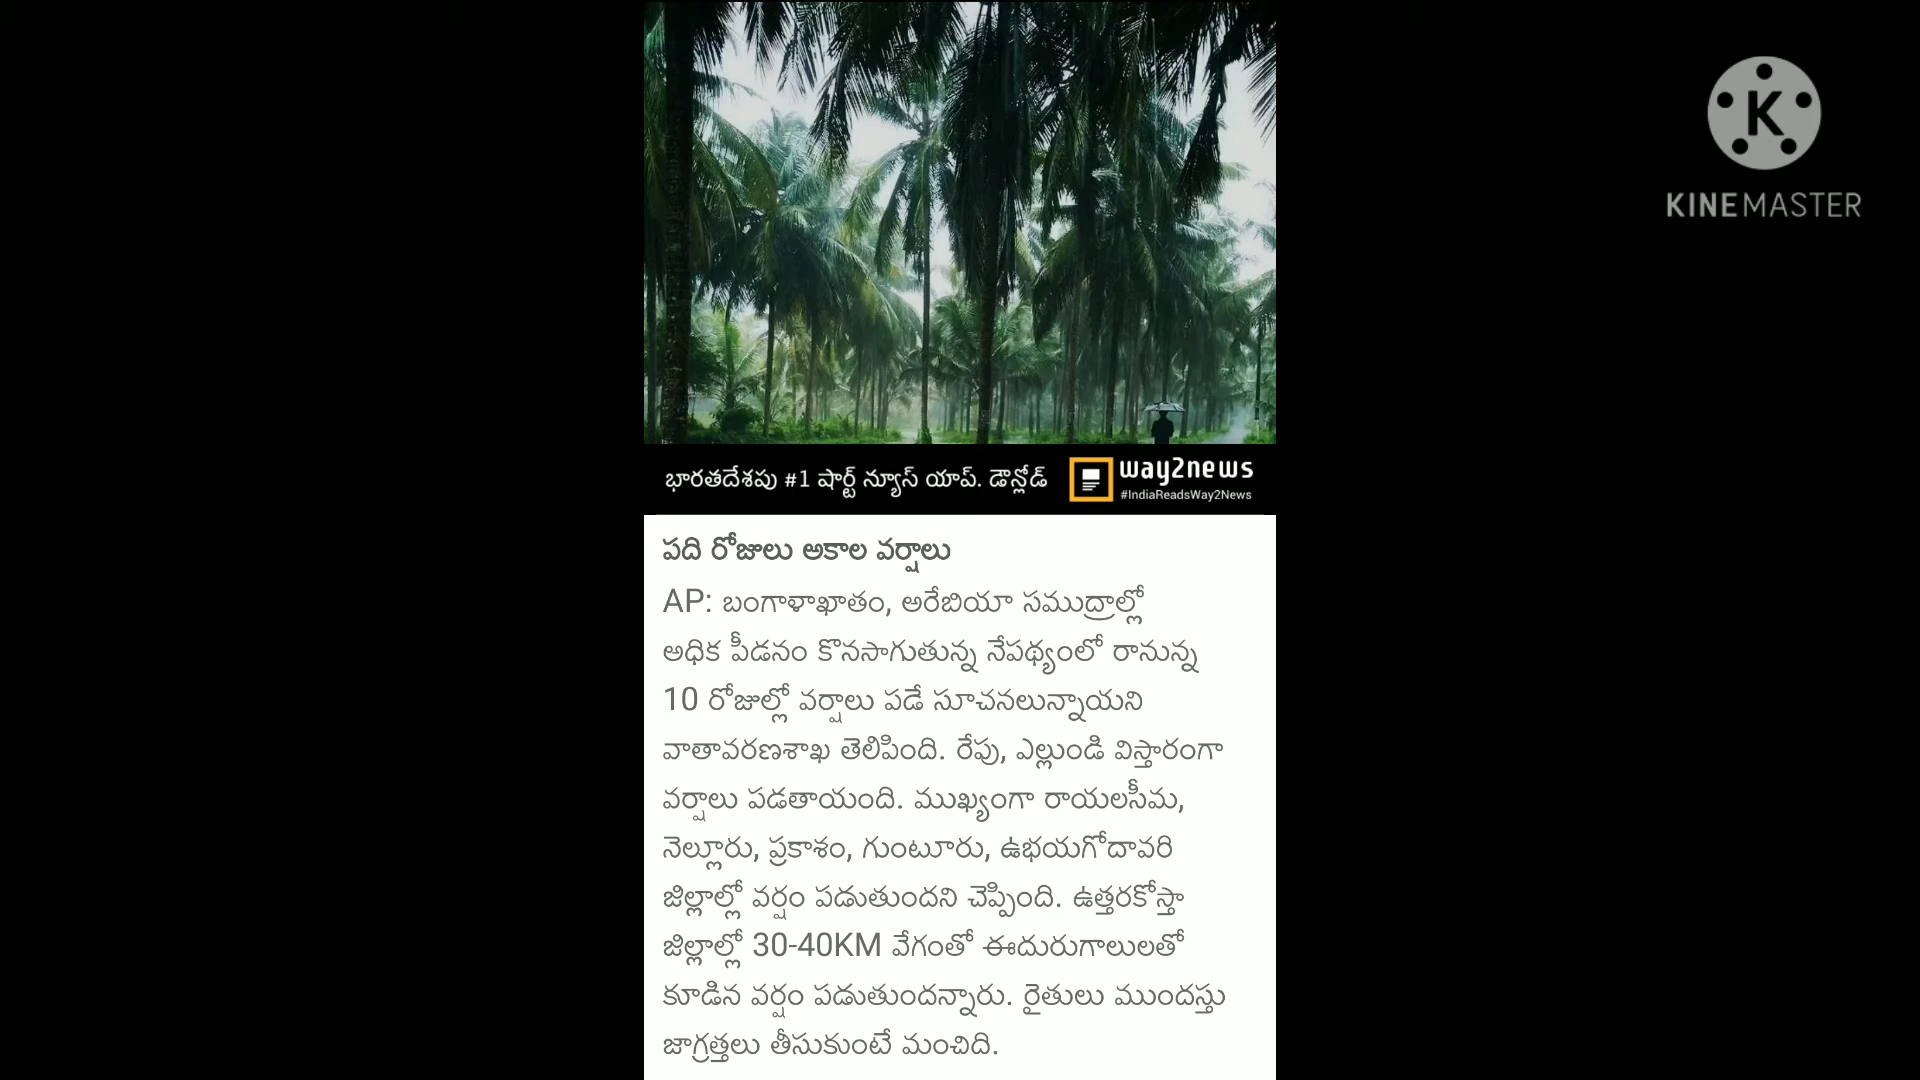 KINEMASTER
భారతదేశపు #1 షార్ట్ న్యూస్ యాప్. డౌన్లోడ్
way2news
#IndiaReadsWay2News
పది రోజులు అకాల వర్షాలు
AP: బంగాళాఖాతం, అరేబియా సముద్రాల్లో
అధిక పీడనం కొనసాగుతున్న నేపథ్యంలో రానున్న
10 రోజుల్లో వర్షాలు పడే సూచనలున్నాయని
వాతావరణశాఖ తెలిపింది. రేపు, ఎల్లుండి విస్తారంగా
వర్షాలు పడతాయంది. ముఖ్యంగా రాయలసీమ,
నెల్లూరు, ప్రకాశం, గుంటూరు, ఉభయగోదావరి
జిల్లాల్లో వర్షం పడుతుందని చెప్పింది. ఉత్తరకోస్తా
జిల్లాల్లో 30-40KM వేగంతో ఈదురుగాలులతో
కూడిన వర్షం పడుతుందన్నారు. రైతులు ముందస్తు
జాగ్రత్తలు తీసుకుంటే మంచిది.